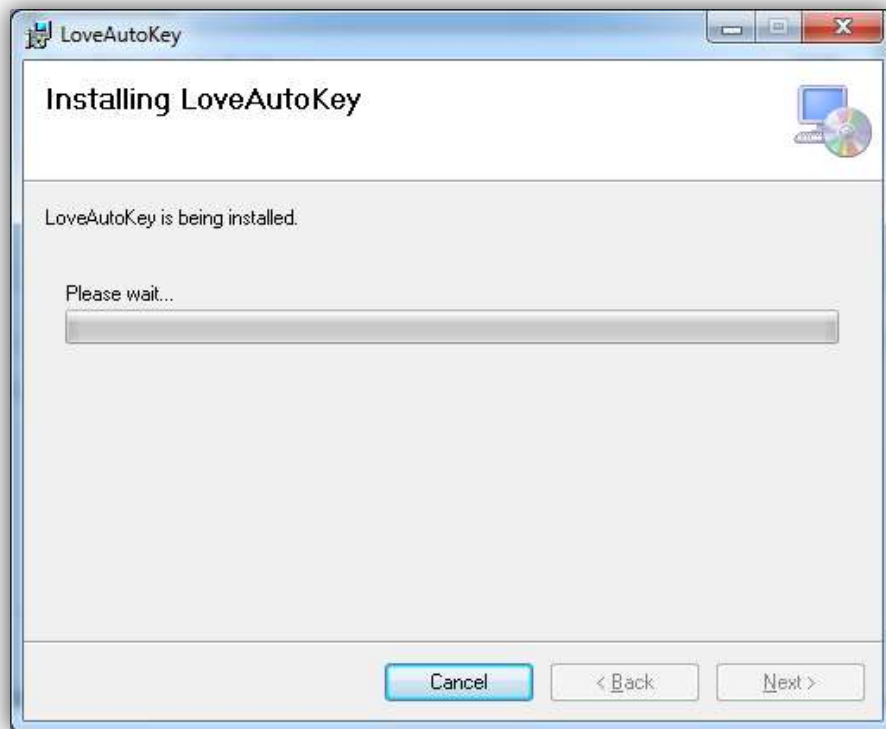 LoveAutoKey
Installing LoveAutoKey
LoveAutoKey is being installed.
Please wait...
Cancel
< Back
Next >